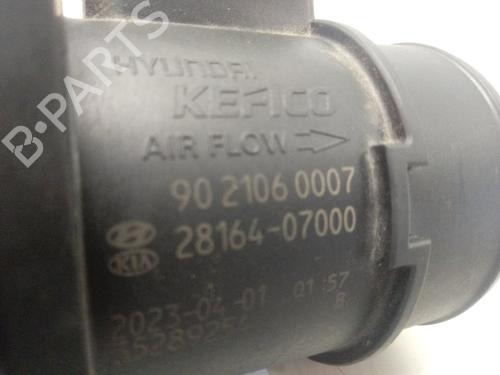 B-PARTS
HYUNDAI
KEFICO
AIR FLOW
90 2106 0007
28164-07000
KIA
2023-04-01 01:57
B